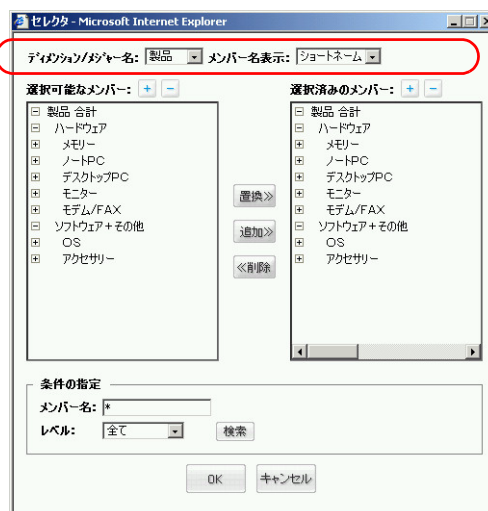 セレクタ - Microsoft Internet Explorer
ディメンション/メジャー名: 製品 メンバー名表示: ショートネーム
選択可能なメンバー: + -
製品 合計
ハードウェア
メモリー
ノートPC
デスクトップPC
モニター
モデム/FAX
ソフトウェア+その他
OS
アクセサリー
置換≫
追加≫
≪削除
選択済みのメンバー: + -
製品 合計
ハードウェア
メモリー
ノートPC
デスクトップPC
モニター
モデム/FAX
ソフトウェア+その他
OS
アクセサリー
条件の指定
メンバー名: *
レベル: 全て 検索
OK キャンセル